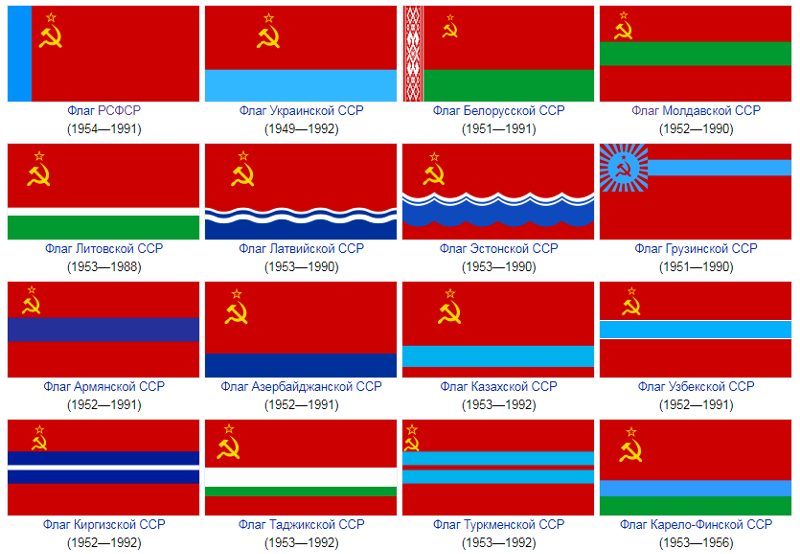 Флаг РСФСР
(1954—1991)
Флаг Украинской ССР
(1949—1992)
Флаг Белорусской ССР
(1951—1991)
Флаг Молдавской ССР
(1952—1990)
Флаг Литовской ССР
(1953—1988)
Флаг Латвийской ССР
(1953—1990)
Флаг Эстонской ССР
(1953—1990)
Флаг Грузинской ССР
(1951—1990)
Флаг Армянской ССР
(1952—1991)
Флаг Азербайджанской ССР
(1952—1991)
Флаг Казахской ССР
(1953—1992)
Флаг Узбекской ССР
(1952—1991)
Флаг Киргизской ССР
(1952—1992)
Флаг Таджикской ССР
(1953—1992)
Флаг Туркменской ССР
(1953—1992)
Флаг Карело-Финской ССР
(1953—1956)